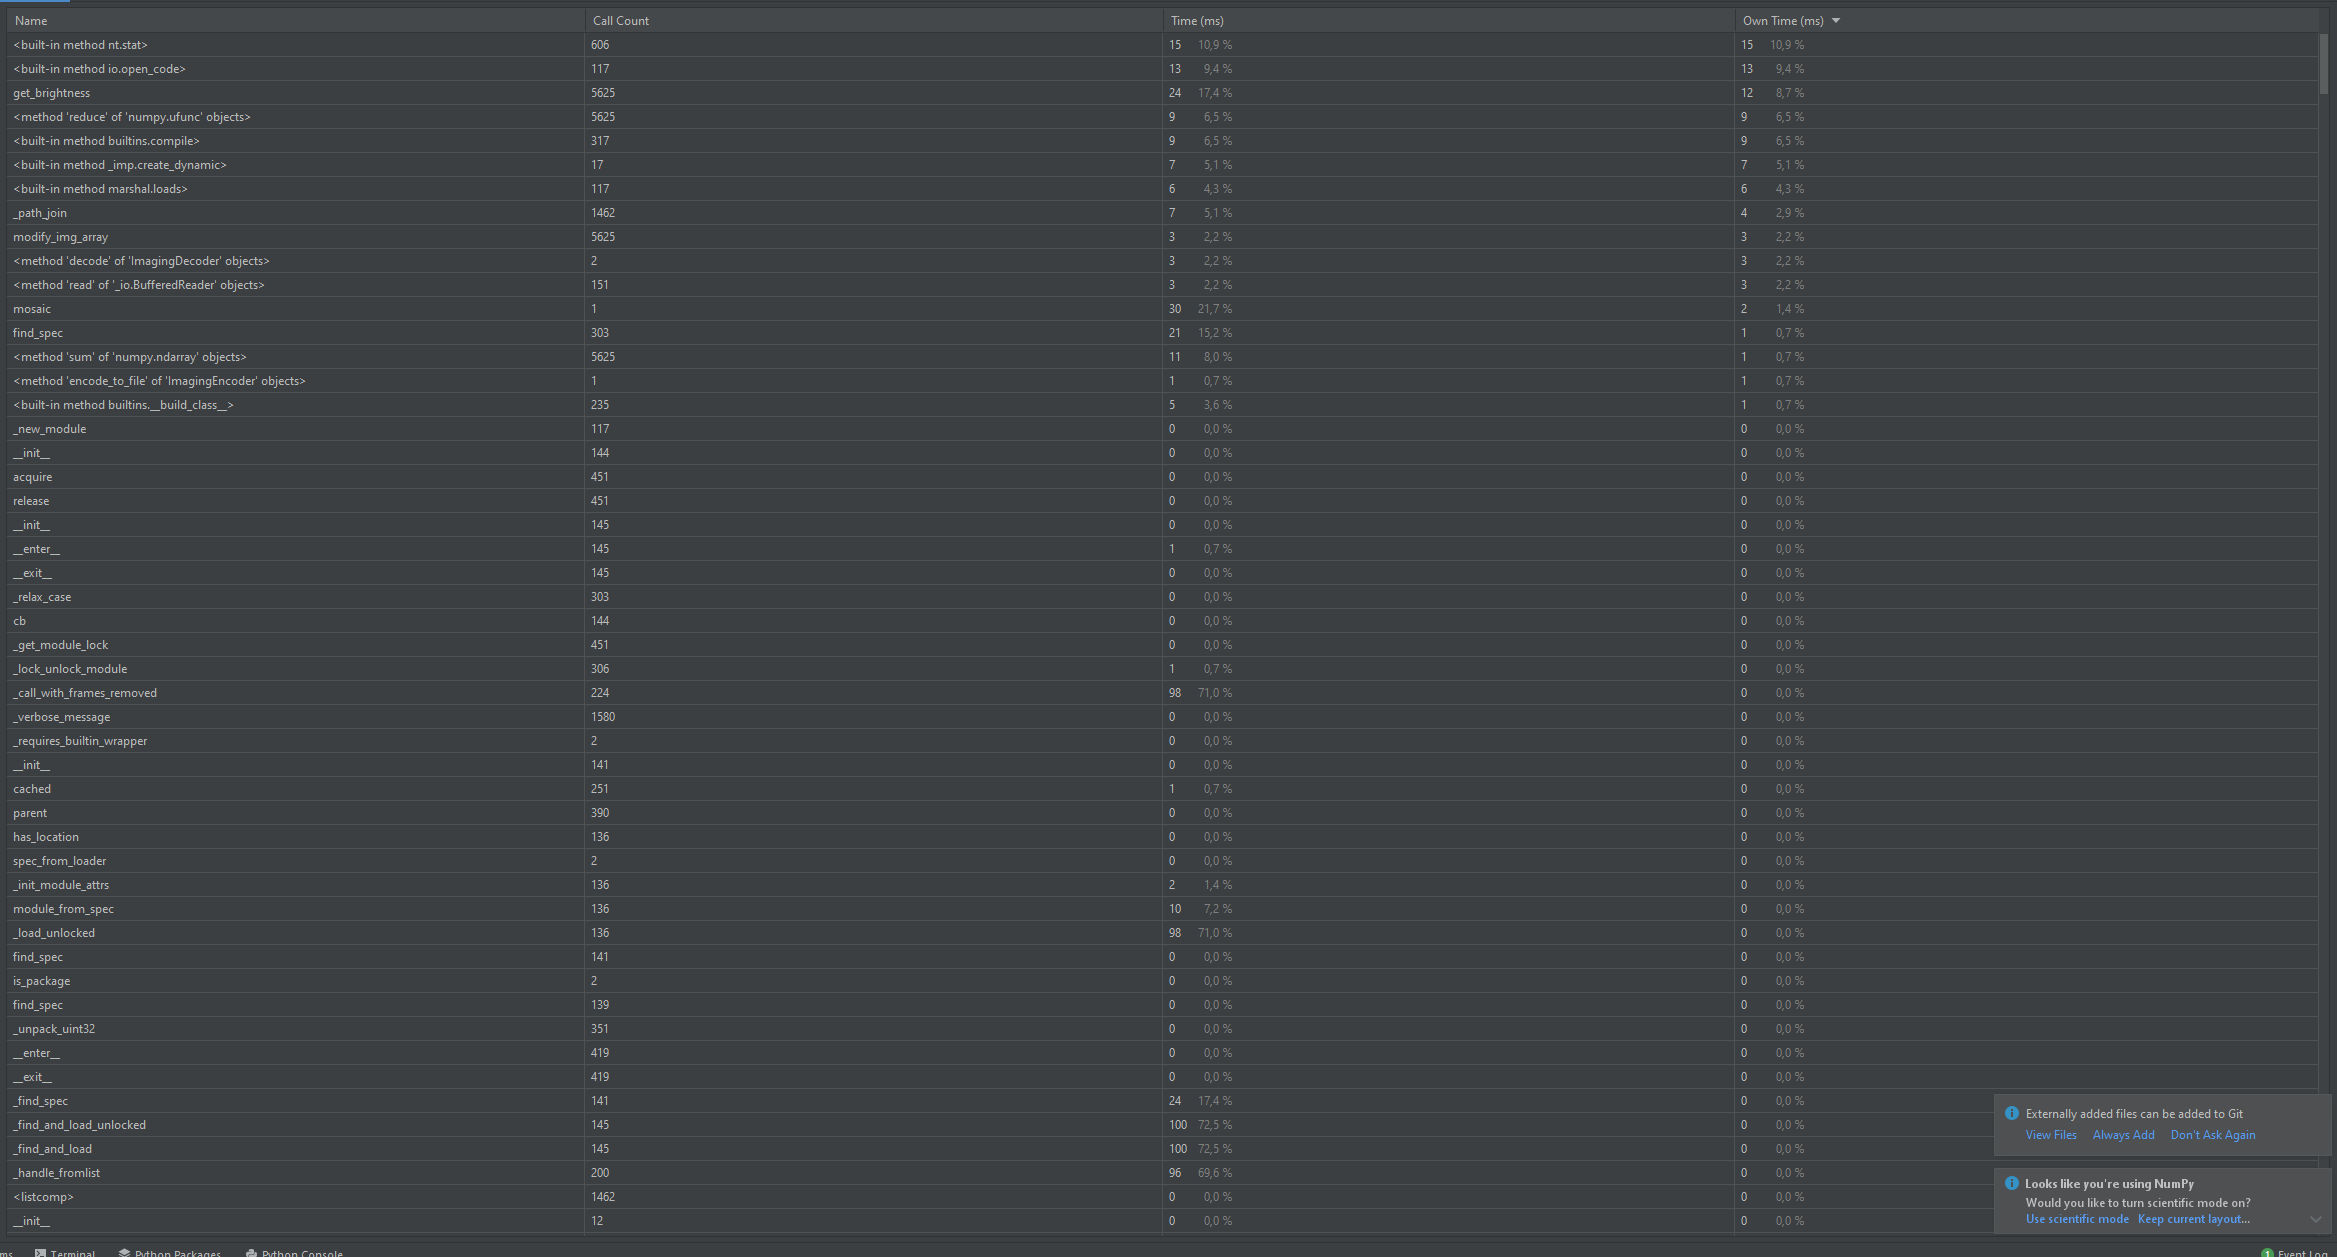 Name Call Count Time (ms) Own Time (ms)
<built-in method nt.stat> 606 15 10,9 % 15 10,9 %
<built-in method io.open_code> 117 13 9,4 % 13 9,4 %
get_brightness 5625 24 17,4 % 12 8,7 %
<method 'reduce' of 'numpy.ufunc' objects> 5625 9 6,5 % 9 6,5 %
<built-in method builtins.compile> 317 9 6,5 % 9 6,5 %
<built-in method _imp.create_dynamic> 17 7 5,1 % 7 5,1 %
<built-in method marshal.loads> 117 6 4,3 % 6 4,3 %
_path_join 1462 7 5,1 % 4 2,9 %
modify_img_array 5625 3 2,2 % 3 2,2 %
<method 'decode' of 'ImagingDecoder' objects> 2 3 2,2 % 3 2,2 %
<method 'read' of '_io.BufferedReader' objects> 151 3 2,2 % 3 2,2 %
mosaic 1 30 21,7 % 2 1,4 %
find_spec 303 21 15,2 % 1 0,7 %
<method 'sum' of 'numpy.ndarray' objects> 5625 11 8,0 % 1 0,7 %
<method 'encode_to_file' of 'ImagingEncoder' objects> 1 1 0,7 % 1 0,7 %
<built-in method builtins.__build_class__> 235 5 3,6 % 1 0,7 %
_new_module 117 0 0,0 % 0 0,0 %
__init__ 144 0 0,0 % 0 0,0 %
acquire 451 0 0,0 % 0 0,0 %
release 451 0 0,0 % 0 0,0 %
__init__ 145 0 0,0 % 0 0,0 %
__enter__ 145 1 0,7 % 0 0,0 %
__exit__ 145 0 0,0 % 0 0,0 %
_relax_case 303 0 0,0 % 0 0,0 %
cb 144 0 0,0 % 0 0,0 %
_get_module_lock 451 0 0,0 % 0 0,0 %
_lock_unlock_module 306 1 0,7 % 0 0,0 %
_call_with_frames_removed 224 98 71,0 % 0 0,0 %
_verbose_message 1580 0 0,0 % 0 0,0 %
_requires_builtin_wrapper 2 0 0,0 % 0 0,0 %
__init__ 141 0 0,0 % 0 0,0 %
cached 251 1 0,7 % 0 0,0 %
parent 390 0 0,0 % 0 0,0 %
has_location 136 0 0,0 % 0 0,0 %
spec_from_loader 2 0 0,0 % 0 0,0 %
_init_module_attrs 136 2 1,4 % 0 0,0 %
module_from_spec 136 10 7,2 % 0 0,0 %
_load_unlocked 136 98 71,0 % 0 0,0 %
find_spec 141 0 0,0 % 0 0,0 %
is_package 2 0 0,0 % 0 0,0 %
find_spec 139 0 0,0 % 0 0,0 %
_unpack_uint32 351 0 0,0 % 0 0,0 %
__enter__ 419 0 0,0 % 0 0,0 %
__exit__ 419 0 0,0 % 0 0,0 %
_find_spec 141 24 17,4 % 0 0,0 %
_find_and_load_unlocked 145 100 72,5 % 0 0,0 %
_find_and_load 145 100 72,5 % 0 0,0 %
_handle_fromlist 200 96 69,6 % 0 0,0 %
<listcomp> 1462 0 0,0 % 0 0,0 %
__init__ 12 0 0,0 % 0 0,0 %
Externally added files can be added to Git
View Files Always Add Don't Ask Again
Looks like you're using NumPy
Would you like to turn scientific mode on?
Use scientific mode Keep current layout...
ms Terminal Python Packages Python Console 1 Event Log